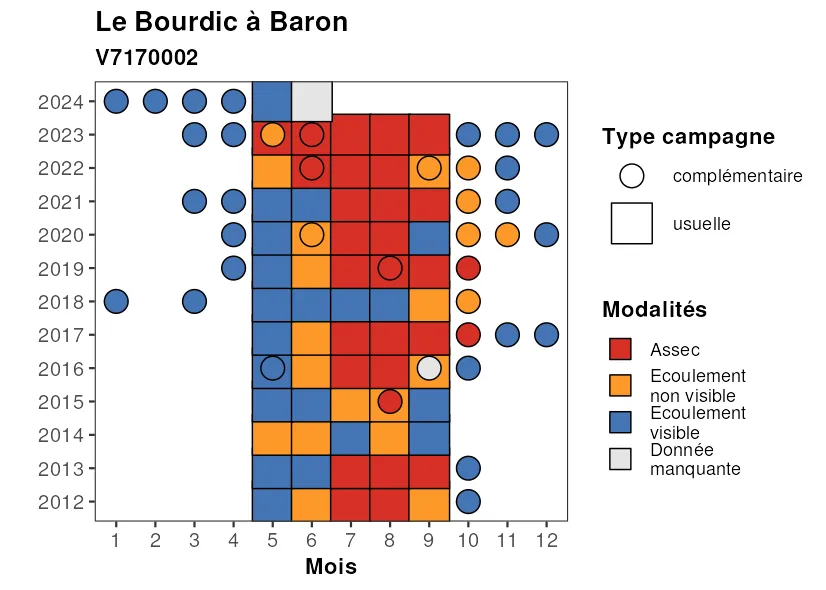 Le Bourdic à Baron
V7170002
2024
2023
2022
2021
2020
2019
2018
2017
2016
2015
2014
2013
2012
1 2 3 4 5 6 7 8 9 10 11 12
Mois
Type campagne
complémentaire
usuelle
Modalités
Assec
Ecoulement
non visible
Ecoulement
visible
Donnée
manquante